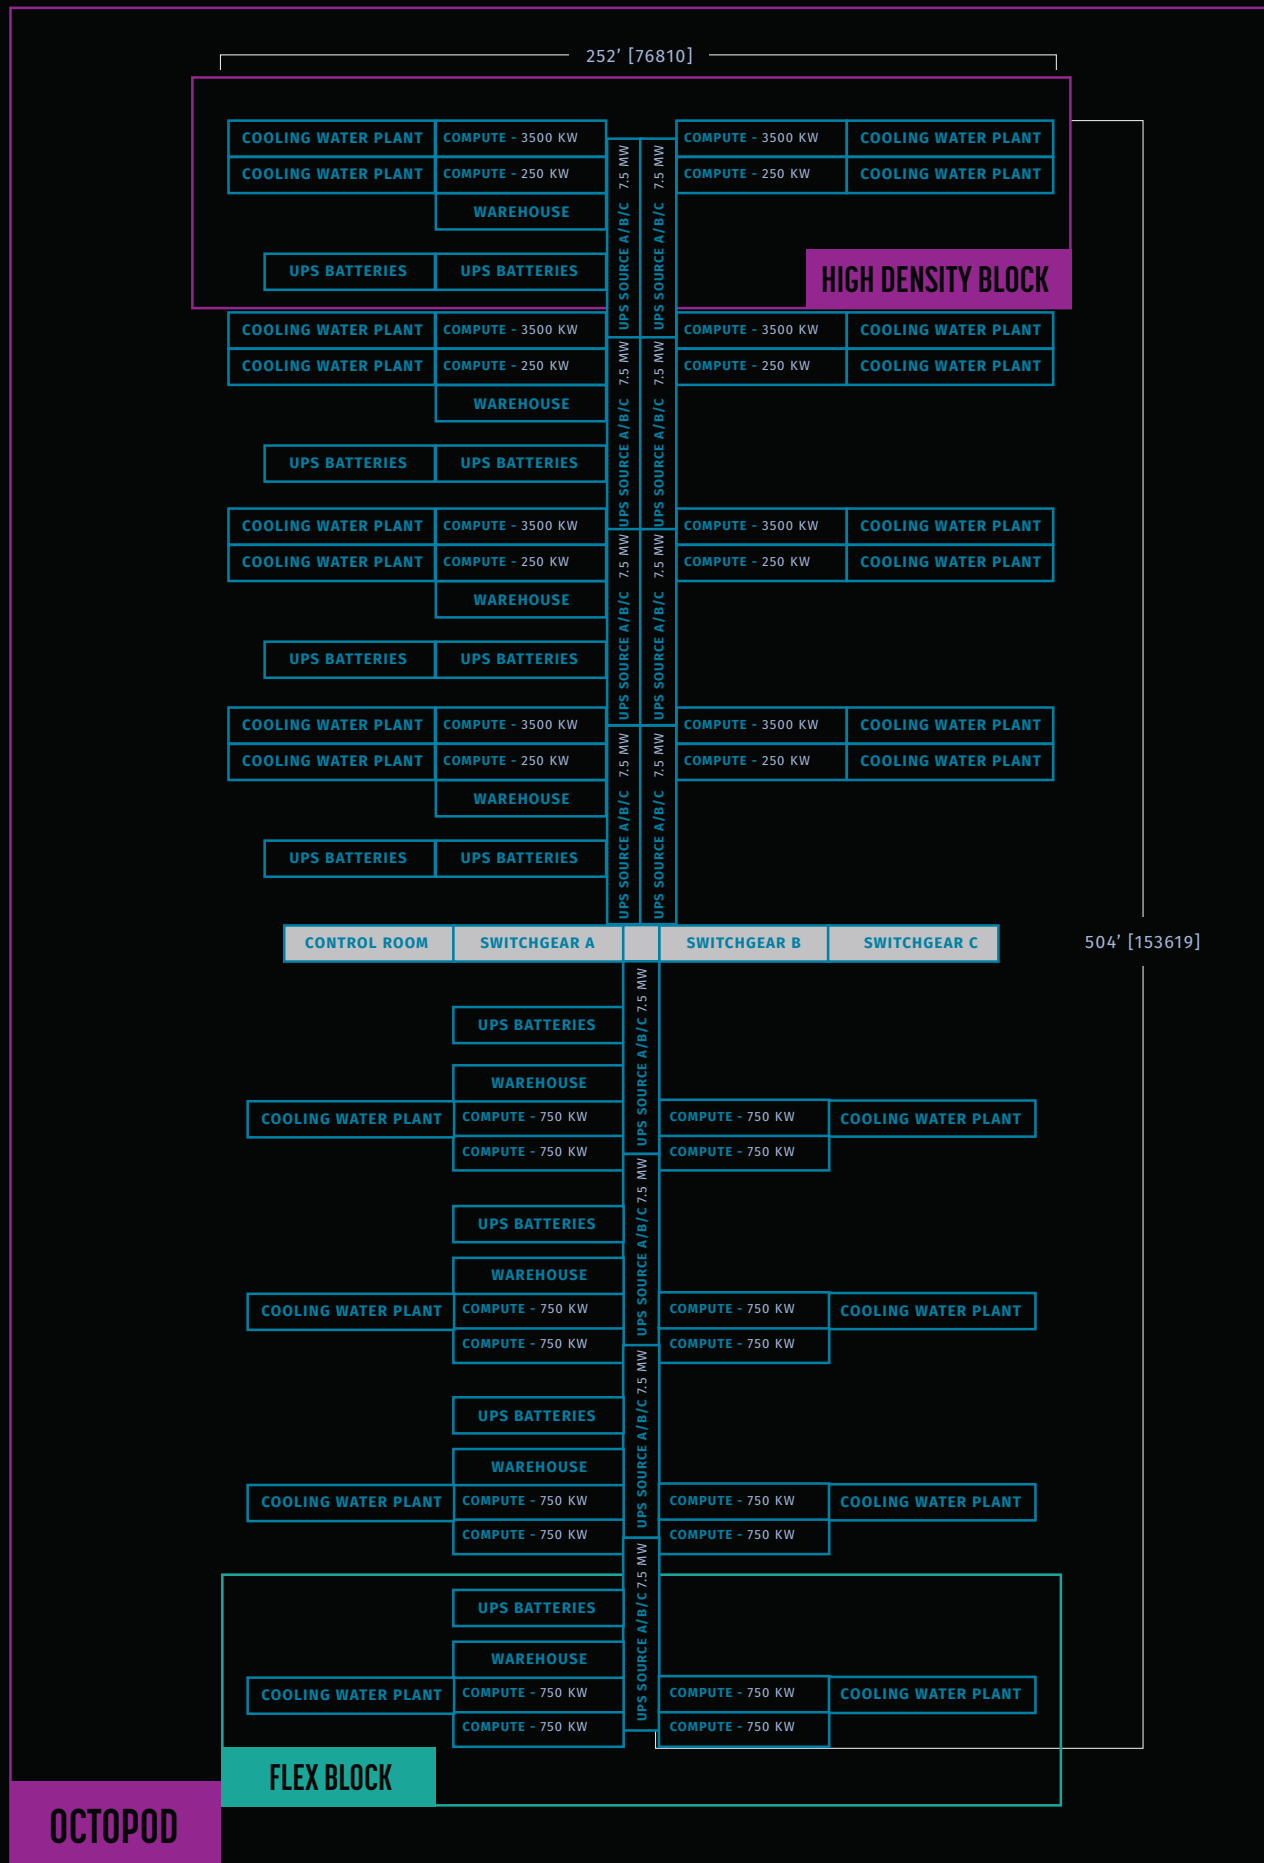 252’ [76810]
COOLING WATER PLANT COMPUTE - 3500 KW COMPUTE - 3500 KW COOLING WATER PLANT
COOLING WATER PLANT COMPUTE - 250 KW COMPUTE - 250 KW COOLING WATER PLANT
WAREHOUSE
UPS BATTERIES UPS BATTERIES
UPS SOURCE A/B/C 7.5 MW
UPS SOURCE A/B/C 7.5 MW
HIGH DENSITY BLOCK
COOLING WATER PLANT COMPUTE - 3500 KW COMPUTE - 3500 KW COOLING WATER PLANT
COOLING WATER PLANT COMPUTE - 250 KW COMPUTE - 250 KW COOLING WATER PLANT
WAREHOUSE
UPS BATTERIES UPS BATTERIES
UPS SOURCE A/B/C 7.5 MW
UPS SOURCE A/B/C 7.5 MW
COOLING WATER PLANT COMPUTE - 3500 KW COMPUTE - 3500 KW COOLING WATER PLANT
COOLING WATER PLANT COMPUTE - 250 KW COMPUTE - 250 KW COOLING WATER PLANT
WAREHOUSE
UPS BATTERIES UPS BATTERIES
UPS SOURCE A/B/C 7.5 MW
UPS SOURCE A/B/C 7.5 MW
COOLING WATER PLANT COMPUTE - 3500 KW COMPUTE - 3500 KW COOLING WATER PLANT
COOLING WATER PLANT COMPUTE - 250 KW COMPUTE - 250 KW COOLING WATER PLANT
WAREHOUSE
UPS BATTERIES UPS BATTERIES
UPS SOURCE A/B/C 7.5 MW
UPS SOURCE A/B/C 7.5 MW
CONTROL ROOM SWITCHGEAR A SWITCHGEAR B SWITCHGEAR C
504’ [153619]
UPS BATTERIES
WAREHOUSE
COOLING WATER PLANT COMPUTE - 750 KW COMPUTE - 750 KW COOLING WATER PLANT
COMPUTE - 750 KW COMPUTE - 750 KW
UPS SOURCE A/B/C 7.5 MW
UPS BATTERIES
WAREHOUSE
COOLING WATER PLANT COMPUTE - 750 KW COMPUTE - 750 KW COOLING WATER PLANT
COMPUTE - 750 KW COMPUTE - 750 KW
UPS SOURCE A/B/C 7.5 MW
UPS BATTERIES
WAREHOUSE
COOLING WATER PLANT COMPUTE - 750 KW COMPUTE - 750 KW COOLING WATER PLANT
COMPUTE - 750 KW COMPUTE - 750 KW
UPS SOURCE A/B/C 7.5 MW
UPS BATTERIES
WAREHOUSE
COOLING WATER PLANT COMPUTE - 750 KW COMPUTE - 750 KW COOLING WATER PLANT
COMPUTE - 750 KW COMPUTE - 750 KW
UPS SOURCE A/B/C 7.5 MW
FLEX BLOCK
OCTOPOD